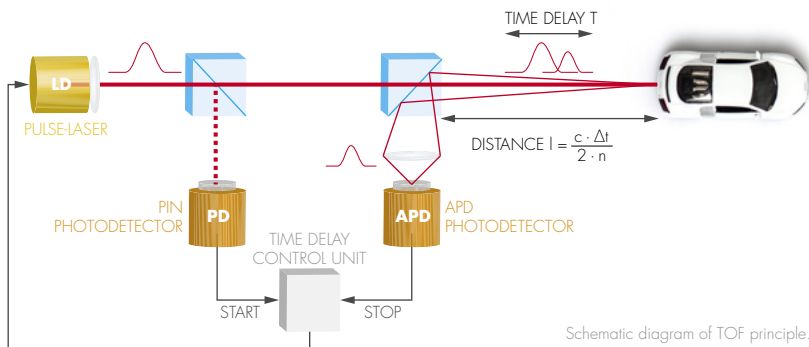 TIME DELAY T
LD
PULSE-LASER
DISTANCE l = c · Δt
2 · n
PIN
PHOTODETECTOR
PD
APD
APD
PHOTODETECTOR
TIME DELAY
CONTROL UNIT
START
STOP
Schematic diagram of TOF principle.